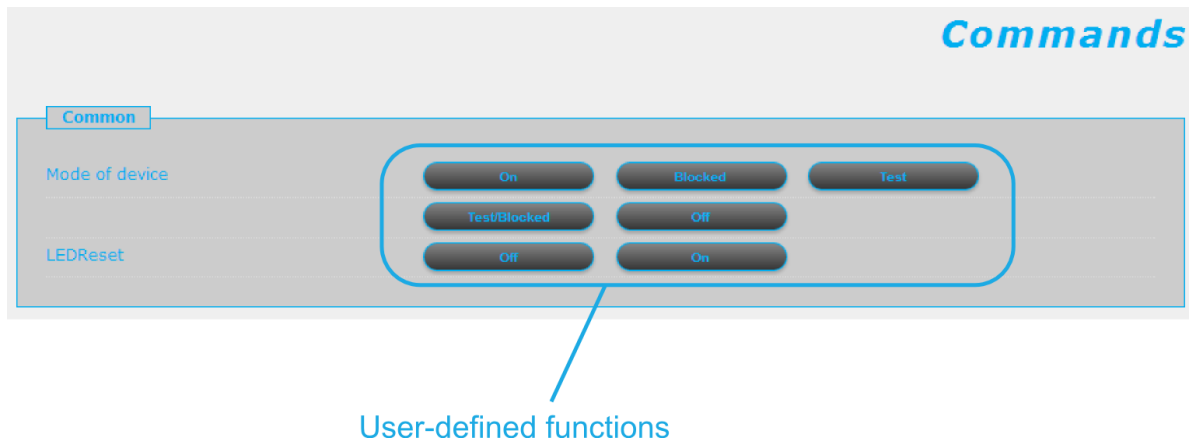 Commands
Common
Mode of device On Blocked Test
Test/Blocked Off
LEDReset Off On
User-defined functions